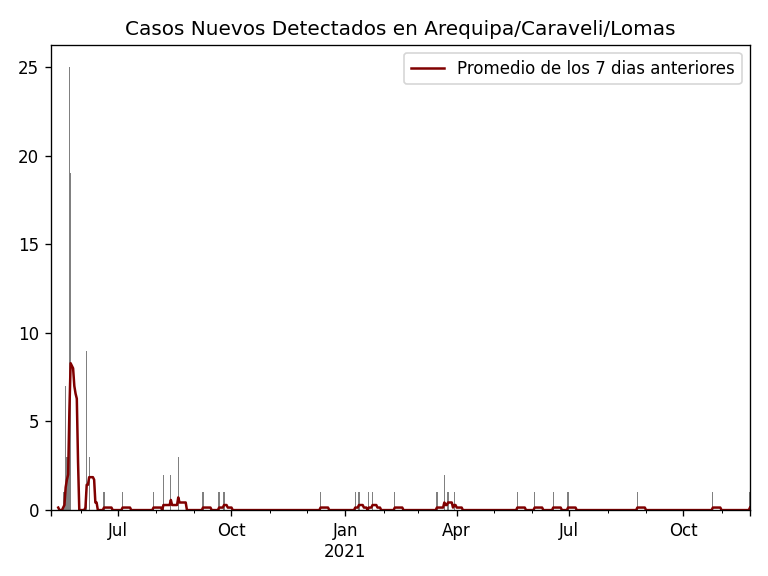 Casos Nuevos Detectados en Arequipa/Caraveli/Lomas
Promedio de los 7 dias anteriores
25
20
15
10
5
0
Jul Oct Jan Apr Jul Oct
2021